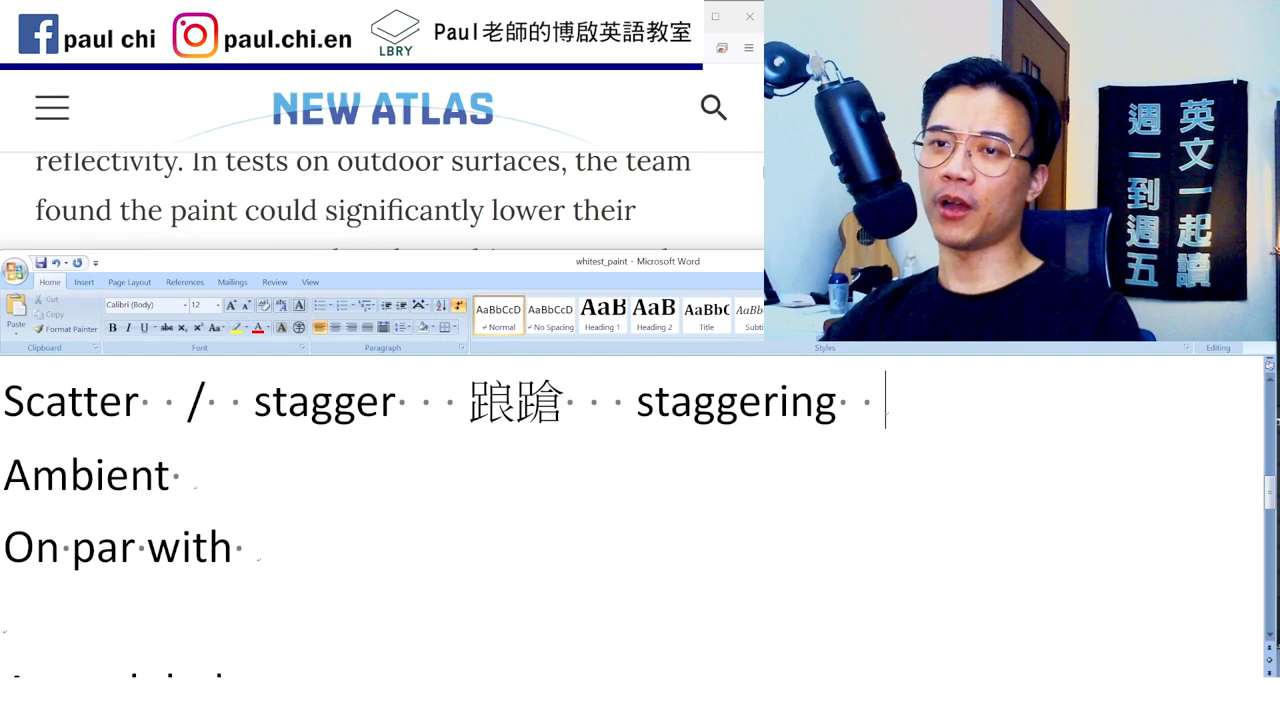 paul chi
paul.chi.en
LBRY
Paul老師的博啟英語教室
NEW ATLAS
reflectivity. In tests on outdoor surfaces, the team
found the paint could significantly lower their
英文一起讀
週一到週五
whitest_paint - Microsoft Word
Home Insert Page Layout References Mailings Review View
Paste
Cut
Copy
Format Painter
Calibri (Body) 12
AaBbCcD AaBbCcD AaB AaB AaBb
Normal No Spacing Heading 1 Heading 2 Title
Clipboard Font Paragraph Styles Editing
Scatter / stagger 踉蹌 staggering
Ambient
On par with